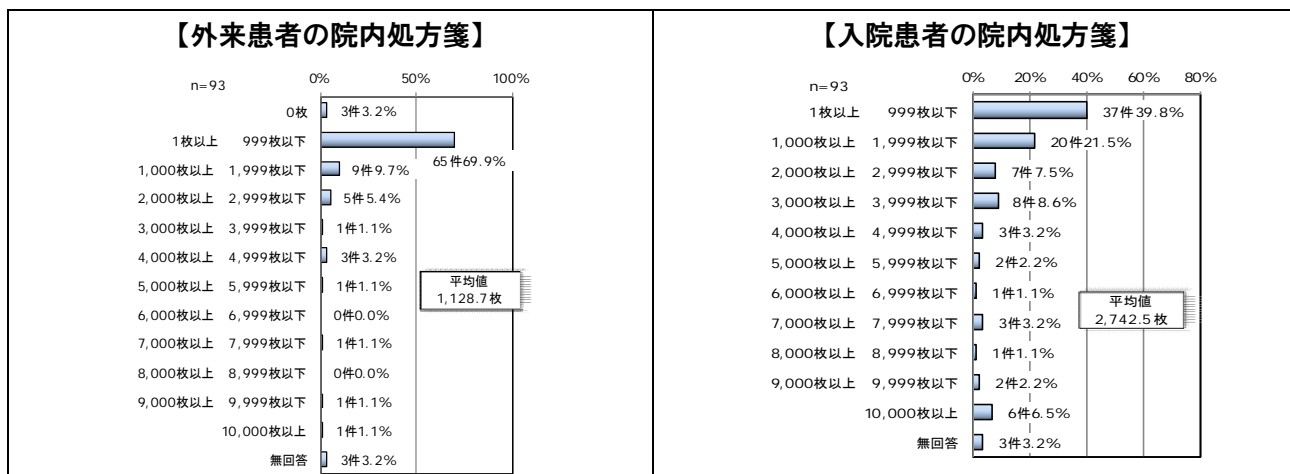 【外来患者の院内処方箋】
n=93
0% 50% 100%
0枚 3件3.2%
1枚以上 999枚以下 65件69.9%
1,000枚以上 1,999枚以下 9件9.7%
2,000枚以上 2,999枚以下 5件5.4%
3,000枚以上 3,999枚以下 1件1.1%
4,000枚以上 4,999枚以下 3件3.2%
5,000枚以上 5,999枚以下 1件1.1%
6,000枚以上 6,999枚以下 0件0.0%
7,000枚以上 7,999枚以下 1件1.1%
8,000枚以上 8,999枚以下 0件0.0%
9,000枚以上 9,999枚以下 1件1.1%
10,000枚以上 1件1.1%
無回答 3件3.2%
平均値
1,128.7枚
【入院患者の院内処方箋】
n=93
0% 20% 40% 60% 80%
1枚以上 999枚以下 37件39.8%
1,000枚以上 1,999枚以下 20件21.5%
2,000枚以上 2,999枚以下 7件7.5%
3,000枚以上 3,999枚以下 8件8.6%
4,000枚以上 4,999枚以下 3件3.2%
5,000枚以上 5,999枚以下 2件2.2%
6,000枚以上 6,999枚以下 1件1.1%
7,000枚以上 7,999枚以下 3件3.2%
8,000枚以上 8,999枚以下 1件1.1%
9,000枚以上 9,999枚以下 2件2.2%
10,000枚以上 6件6.5%
無回答 3件3.2%
平均値
2,742.5枚